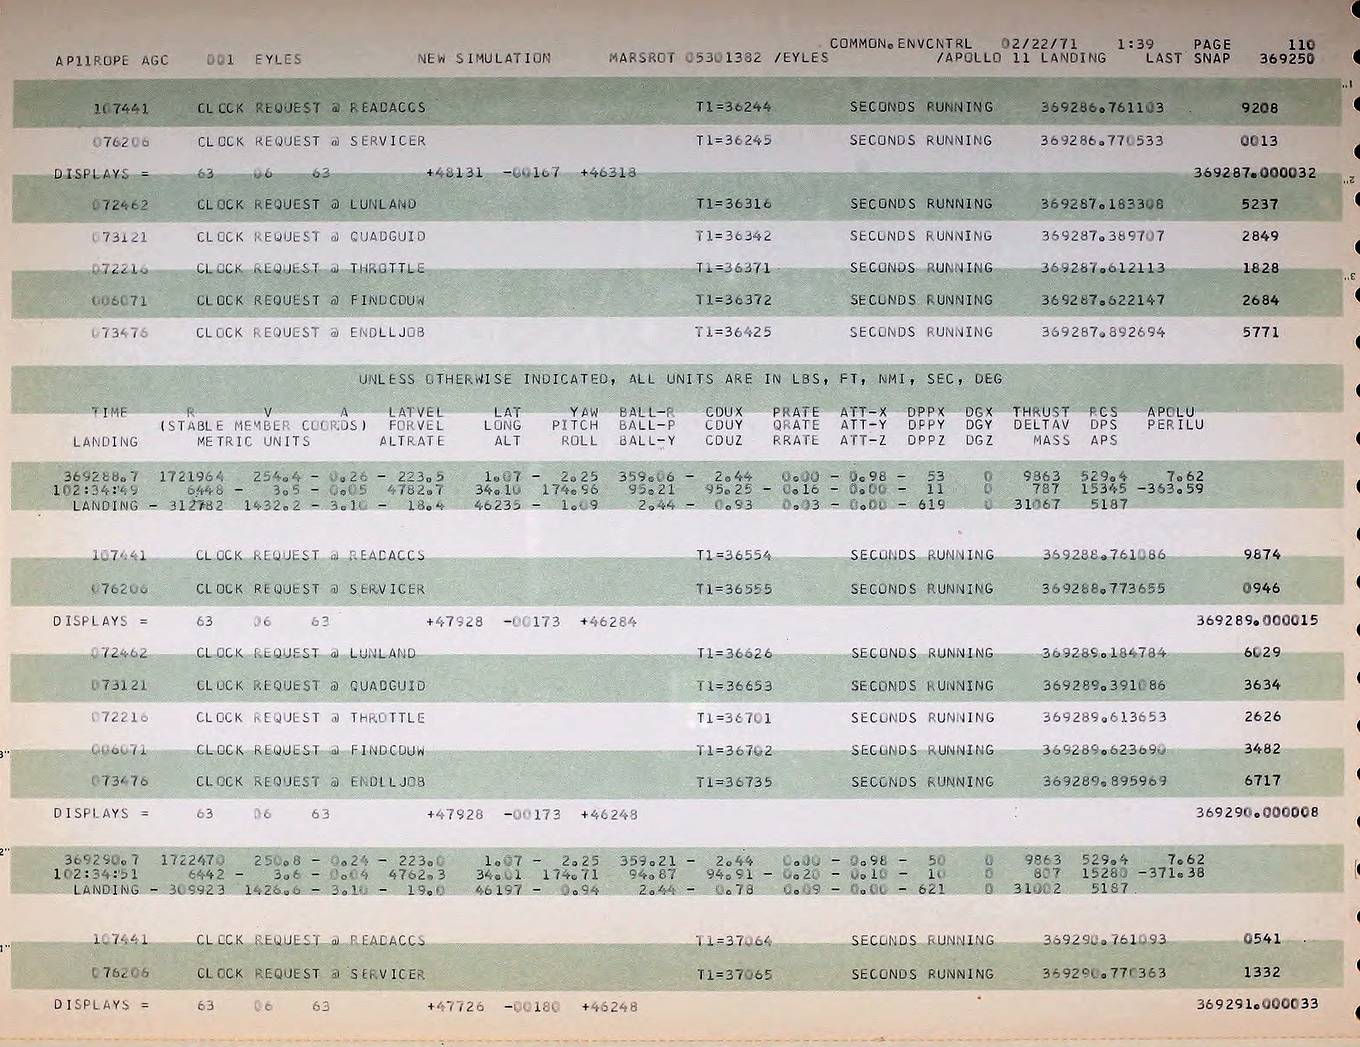 COMMON.ENVCNTRL 02/22/71 1:39 PAGE 110
AP11ROPE AGC 001 EYLES NEW SIMULATION MARSROT 05301382 /EYLES /APOLLO 11 LANDING LAST SNAP 369250
107441 CLOCK REQUEST @ READACCS T1=36244 SECONDS RUNNING 369286.761103 9208
076206 CLOCK REQUEST @ SERVICER T1=36245 SECONDS RUNNING 369286.770533 0013
DISPLAYS = 63 06 63 +48131 -00167 +46318 369287.000032
072462 CLOCK REQUEST @ LUNLAND T1=36316 SECONDS RUNNING 369287.183308 5237
073121 CLOCK REQUEST @ QUADGUID T1=36342 SECONDS RUNNING 369287.389707 2849
072216 CLOCK REQUEST @ THROTTLE T1=36371 SECONDS RUNNING 369287.612113 1828
006071 CLOCK REQUEST @ FINDCDUW T1=36372 SECONDS RUNNING 369287.622147 2684
073476 CLOCK REQUEST @ ENDLLJOB T1=36425 SECONDS RUNNING 369287.892694 5771
UNLESS OTHERWISE INDICATED, ALL UNITS ARE IN LBS, FT, NMI, SEC, DEG
TIME R V A LATVEL LAT YAW BALL-R CDUX PRATE ATT-X DPPX DGX THRUST RCS APOLU
(STABLE MEMBER COORDS) FORVEL LONG PITCH BALL-P CDUY QRATE ATT-Y DPPY DGY DELTAV DPS PERILU
LANDING METRIC UNITS ALTRATE ALT ROLL BALL-Y CDUZ RRATE ATT-Z DPPZ DGZ MASS APS
369288.7 1721964 254.4 - 0.26 - 223.5 1.07 - 2.25 359.06 - 2.44 0.00 - 0.98 - 53 0 9863 529.4 7.62
102:34:49 6448 - 3.5 - 0.05 4782.7 34.10 174.96 95.21 95.25 - 0.16 - 0.00 - 11 0 787 15345 -363.59
LANDING - 312782 1432.2 - 3.10 - 18.4 46235 - 1.09 2.44 - 0.93 0.03 - 0.00 - 619 0 31067 5187
107441 CLOCK REQUEST @ READACCS T1=36554 SECONDS RUNNING 369288.761086 9874
076206 CLOCK REQUEST @ SERVICER T1=36555 SECONDS RUNNING 369288.773655 0946
DISPLAYS = 63 06 63 +47928 -00173 +46284 369289.000015
072462 CLOCK REQUEST @ LUNLAND T1=36626 SECONDS RUNNING 369289.184784 6029
073121 CLOCK REQUEST @ QUADGUID T1=36653 SECONDS RUNNING 369289.391086 3634
072216 CLOCK REQUEST @ THROTTLE T1=36701 SECONDS RUNNING 369289.613653 2626
006071 CLOCK REQUEST @ FINDCDUW T1=36702 SECONDS RUNNING 369289.623690 3482
073476 CLOCK REQUEST @ ENDLLJOB T1=36735 SECONDS RUNNING 369289.895969 6717
DISPLAYS = 63 06 63 +47928 -00173 +46248 369290.000008
369290.7 1722470 250.8 - 0.24 - 223.0 1.07 - 2.25 359.21 - 2.44 0.00 - 0.98 - 50 0 9863 529.4 7.62
102:34:51 6442 - 3.6 - 0.04 4762.3 34.01 174.71 94.87 94.91 - 0.20 - 0.10 - 10 0 807 15280 -371.38
LANDING - 309923 1426.6 - 3.10 - 19.0 46197 - 0.94 2.44 - 0.78 0.09 - 0.00 - 621 0 31002 5187
107441 CLOCK REQUEST @ READACCS T1=37064 SECONDS RUNNING 369290.761093 0541
076206 CLOCK REQUEST @ SERVICER T1=37065 SECONDS RUNNING 369290.770363 1332
DISPLAYS = 63 06 63 +47726 -00180 +46248 369291.000033